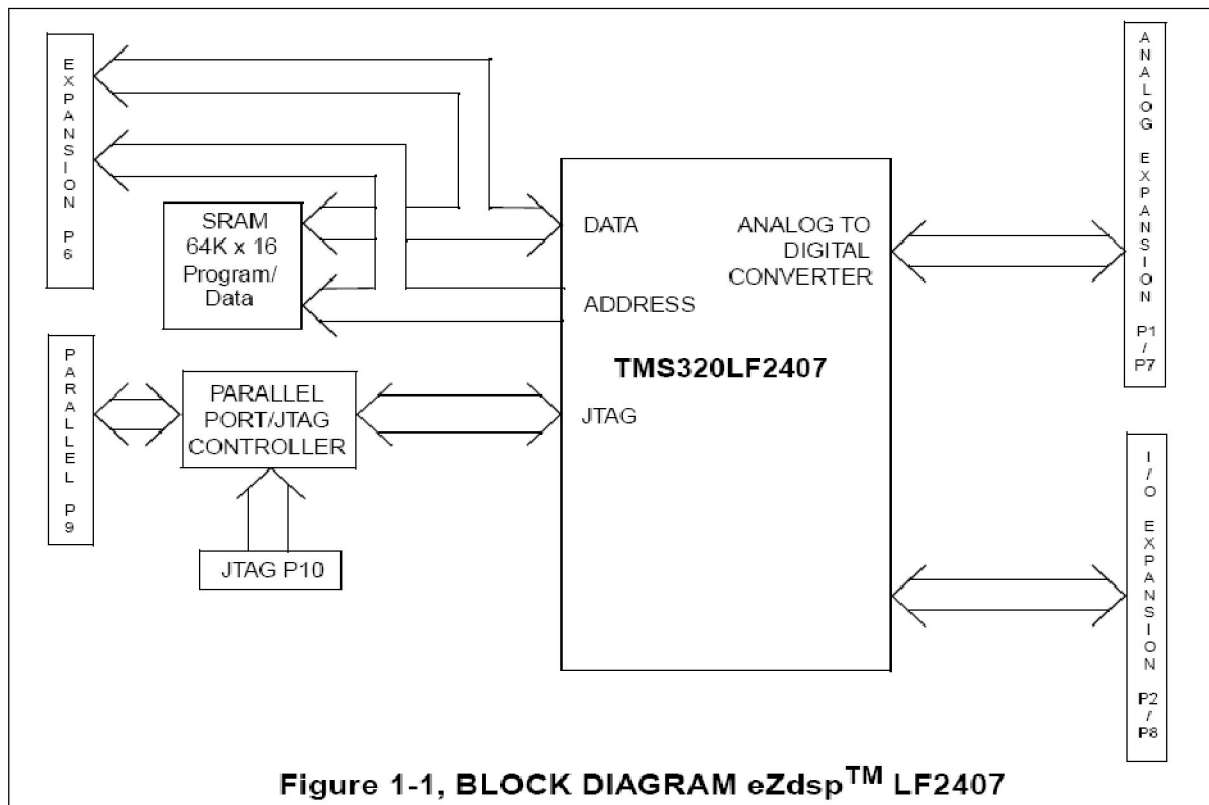 EXPANSION P6
SRAM
64K x 16
Program/
Data
PARALLEL P9
PARALLEL
PORT/JTAG
CONTROLLER
JTAG P10
DATA
ADDRESS
JTAG
ANALOG TO
DIGITAL
CONVERTER
TMS320LF2407
ANALOG EXPANSION P1/P7
I/O EXPANSION P2/P8
Figure 1-1, BLOCK DIAGRAM eZdsp™ LF2407